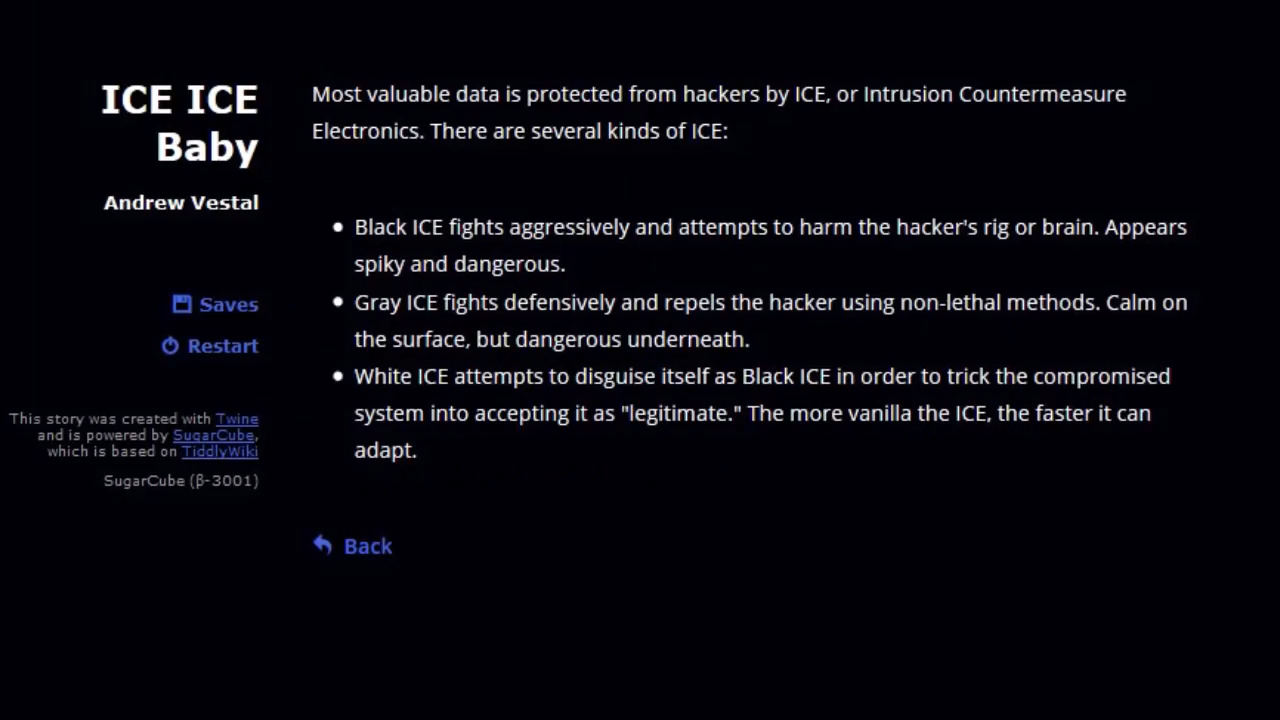 ICE ICE
Baby
Andrew Vestal
Saves
Restart
This story was created with Twine
and is powered by SugarCube,
which is based on TiddlyWiki
SugarCube (β-3001)
Most valuable data is protected from hackers by ICE, or Intrusion Countermeasure
Electronics. There are several kinds of ICE:
Black ICE fights aggressively and attempts to harm the hacker's rig or brain. Appears
spiky and dangerous.
Gray ICE fights defensively and repels the hacker using non-lethal methods. Calm on
the surface, but dangerous underneath.
White ICE attempts to disguise itself as Black ICE in order to trick the compromised
system into accepting it as "legitimate." The more vanilla the ICE, the faster it can
adapt.
Back